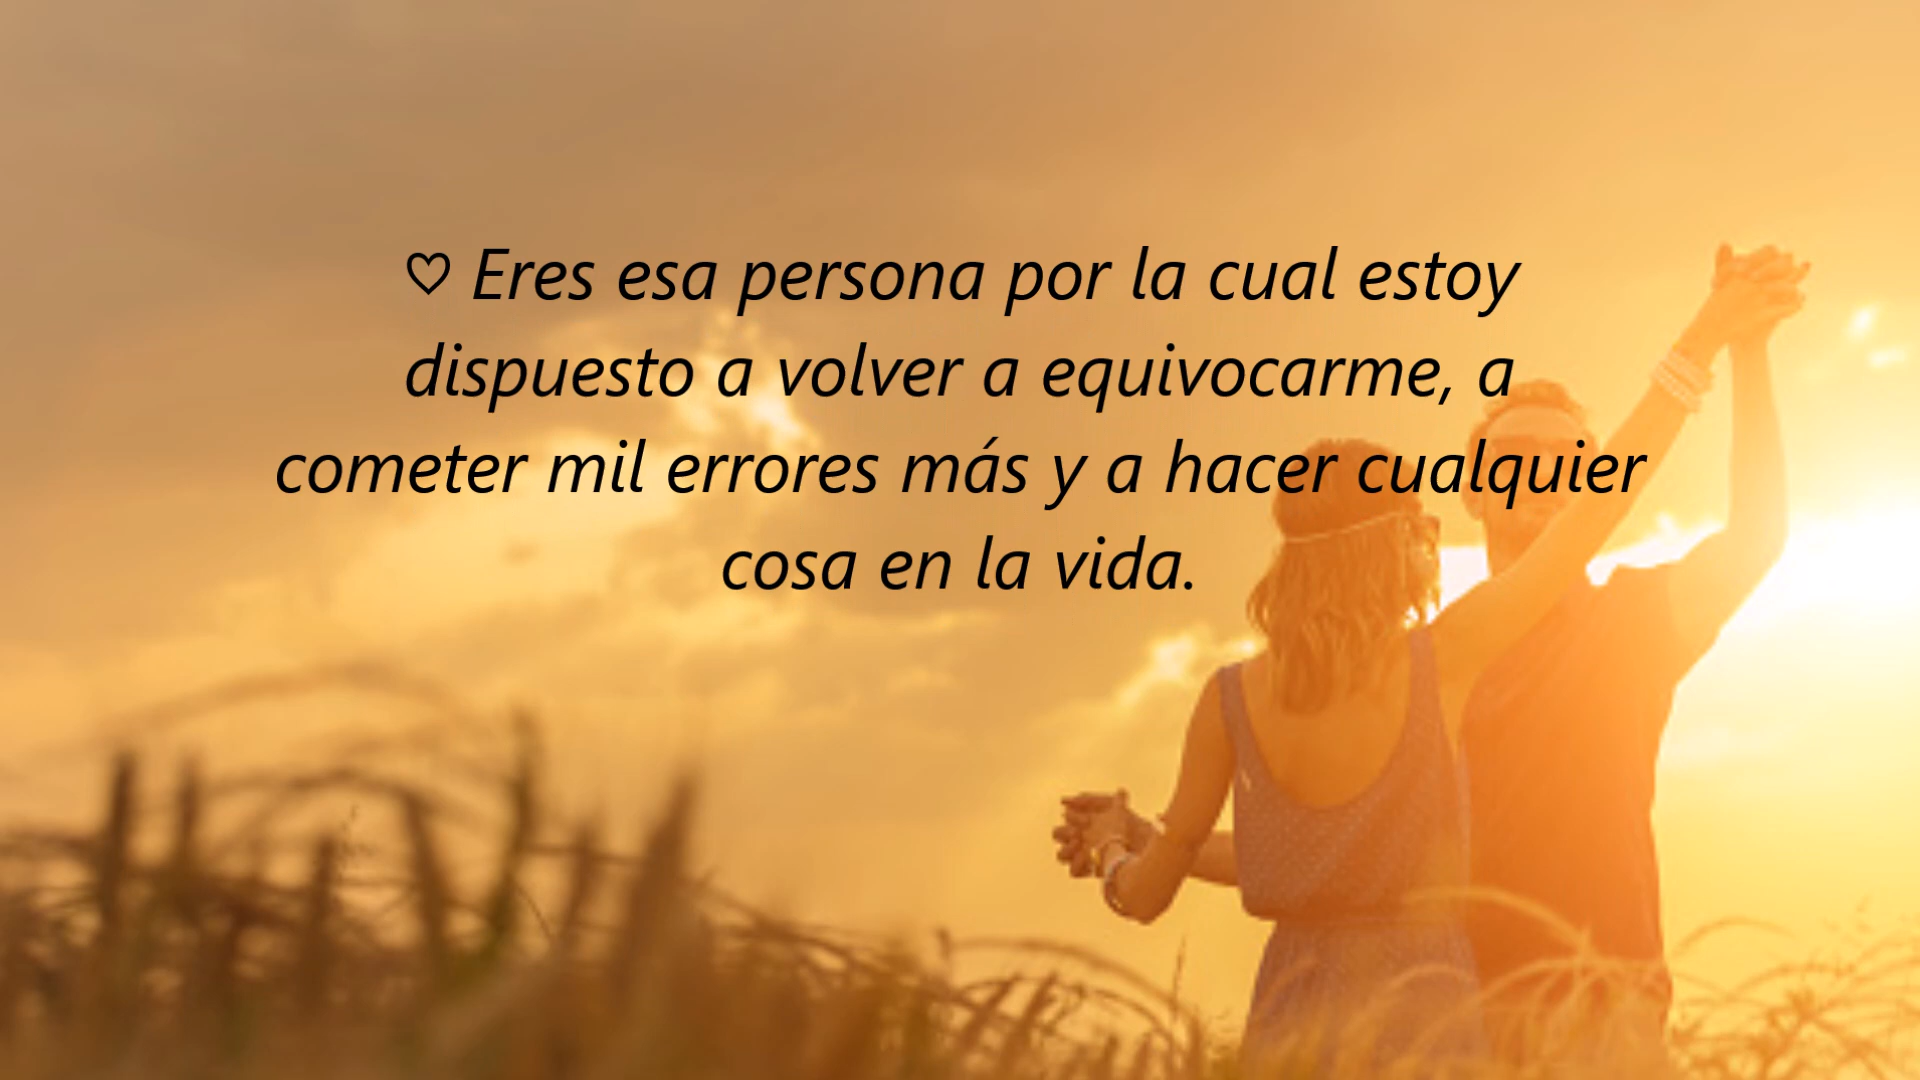 ♡ Eres esa persona por la cual estoy
dispuesto a volver a equivocarme, a
cometer mil errores más y a hacer cualquier
cosa en la vida.